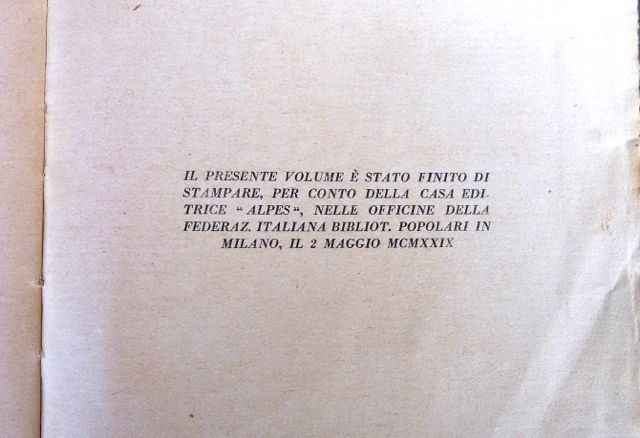 IL PRESENTE VOLUME È STATO FINITO DI
STAMPARE, PER CONTO DELLA CASA EDI-
TRICE “ALPES”, NELLE OFFICINE DELLA
FEDERAZ. ITALIANA BIBLIOT. POPOLARI IN
MILANO, IL 2 MAGGIO MCMXXIX